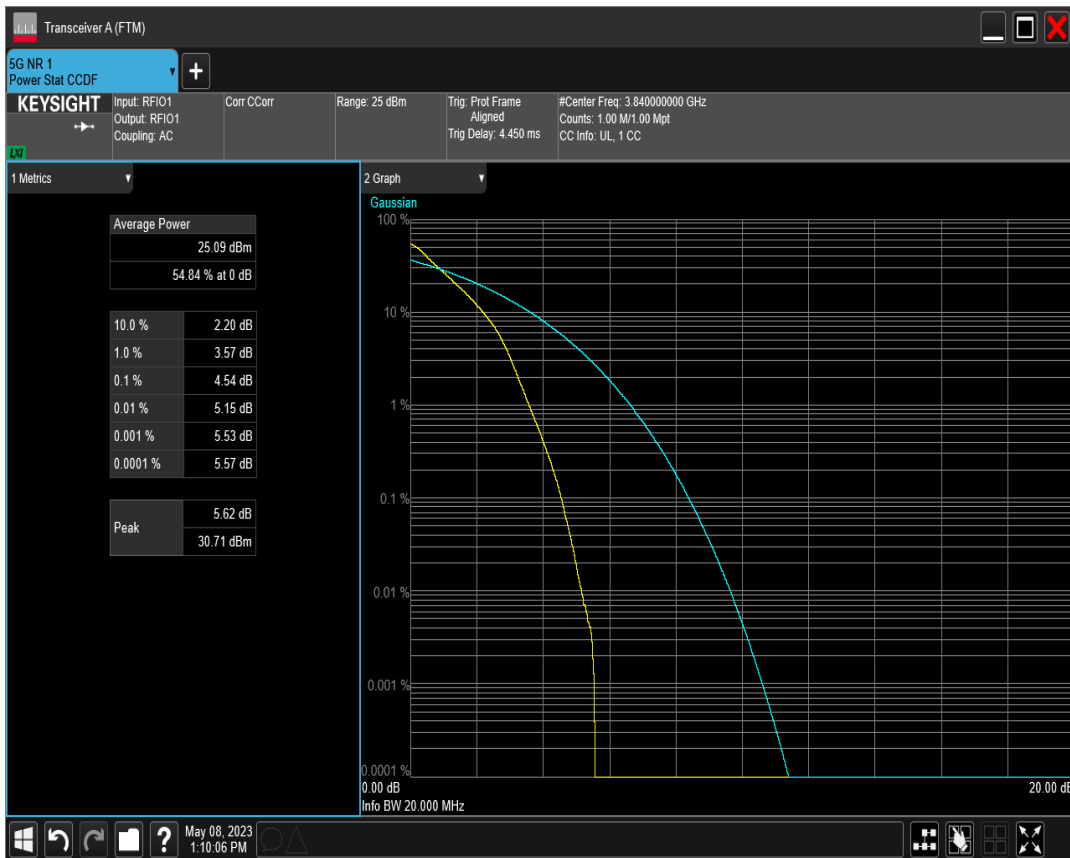 Transceiver A (FTM)
5G NR 1
Power Stat CCDF
+
KEYSIGHT
LXI
Input: RFIO1
Output: RFIO1
Coupling: AC
Corr CCorr
Range: 25 dBm
Trig: Prot Frame
Aligned
Trig Delay: 4.450 ms
#Center Freq: 3.840000000 GHz
Counts: 1.00 M/1.00 Mpt
CC Info: UL, 1 CC
1 Metrics
Average Power
25.09 dBm
54.84 % at 0 dB
10.0 % 2.20 dB
1.0 % 3.57 dB
0.1 % 4.54 dB
0.01 % 5.15 dB
0.001 % 5.53 dB
0.0001 % 5.57 dB
Peak 5.62 dB
30.71 dBm
2 Graph
Gaussian
100 %
10 %
1 %
0.1 %
0.01 %
0.001 %
0.0001 %
0.00 dB 20.00 dB
Info BW 20.000 MHz
?
May 08, 2023
1:10:06 PM